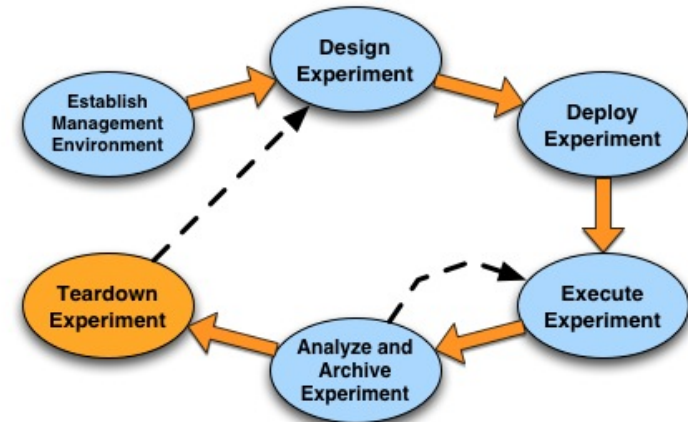 Design
Experiment
Establish
Management
Environment
Deploy
Experiment
Execute
Experiment
Analyze and
Archive
Experiment
Teardown
Experiment